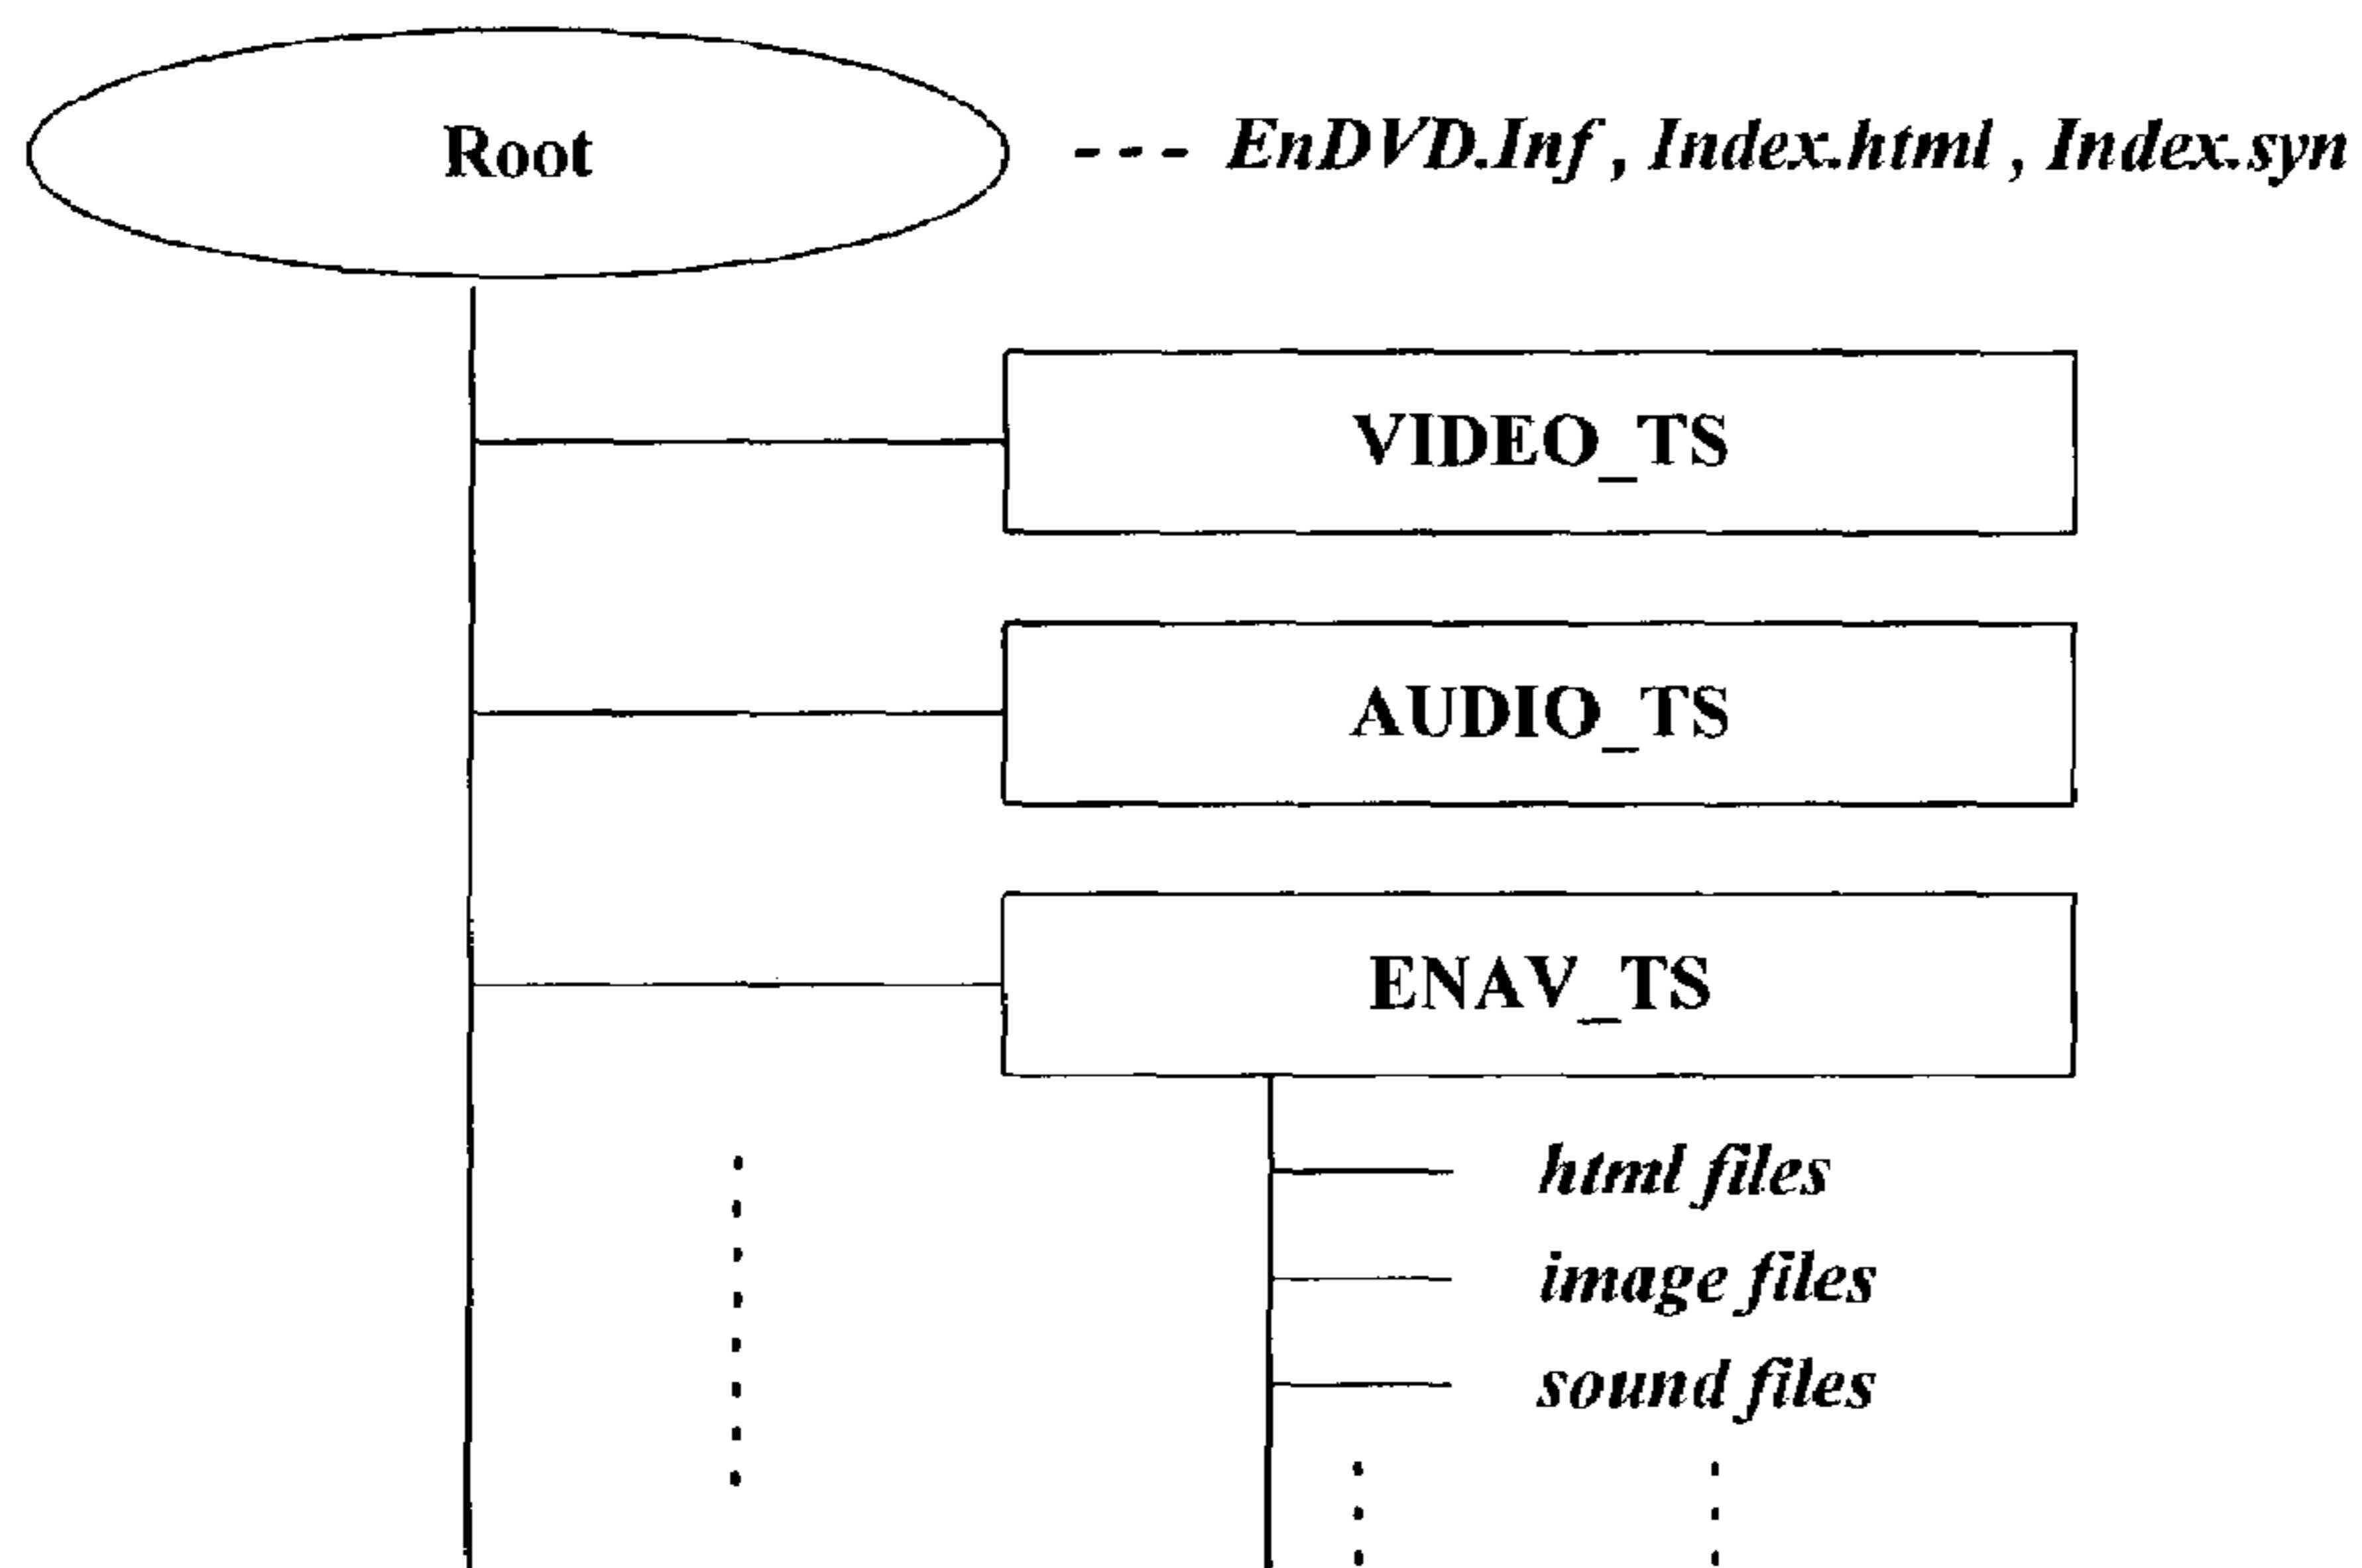 Root
--- EnDVD.Inf , Index.html , Index.syn
VIDEO_TS
AUDIO_TS
ENAV_TS
html files
image files
sound files